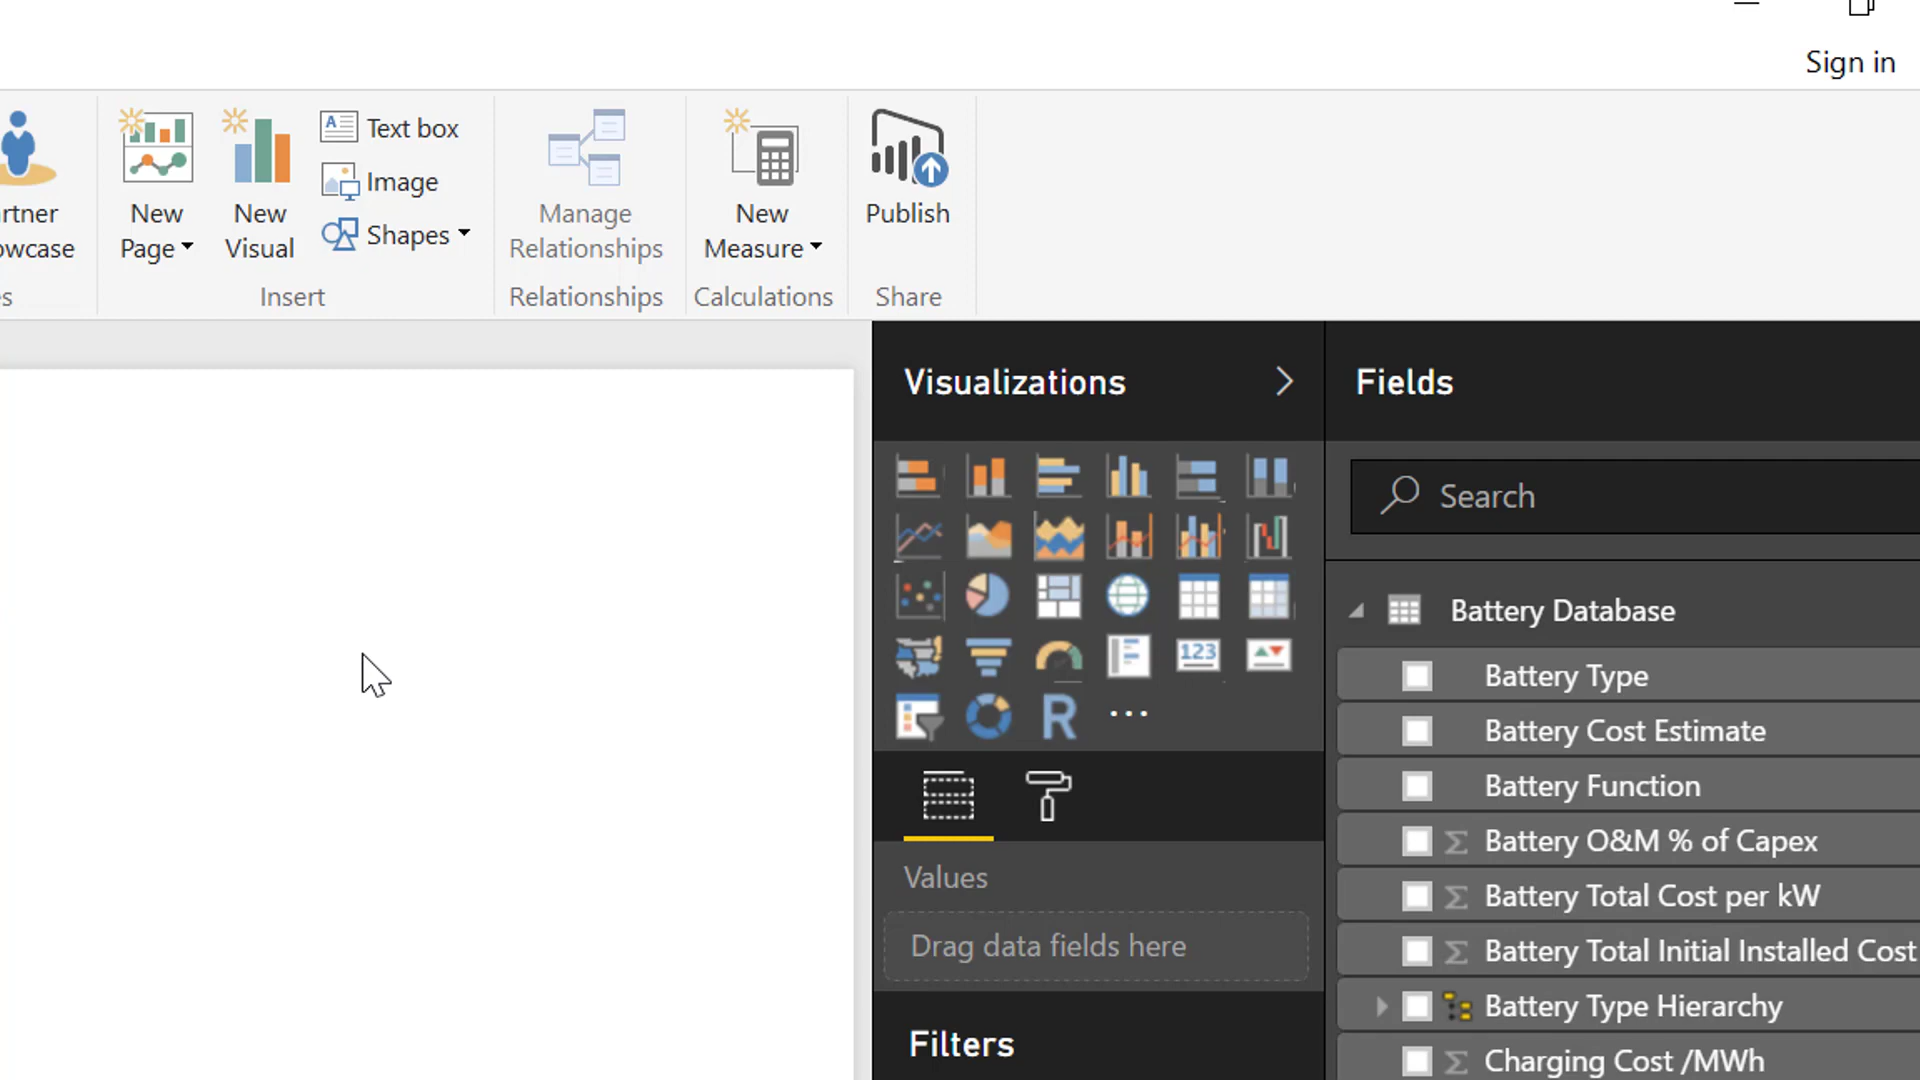 Sign in
artner
owcase
s
New
Page
New
Visual
Text box
Image
Shapes
Insert
Manage
Relationships
Relationships
New
Measure
Calculations
Publish
Share
Visualizations
Fields
Search
123
R
...
Battery Database
Battery Type
Battery Cost Estimate
Battery Function
Σ Battery O&M % of Capex
Σ Battery Total Cost per kW
Σ Battery Total Initial Installed Cost
Battery Type Hierarchy
Σ Charging Cost /MWh
Values
Drag data fields here
Filters